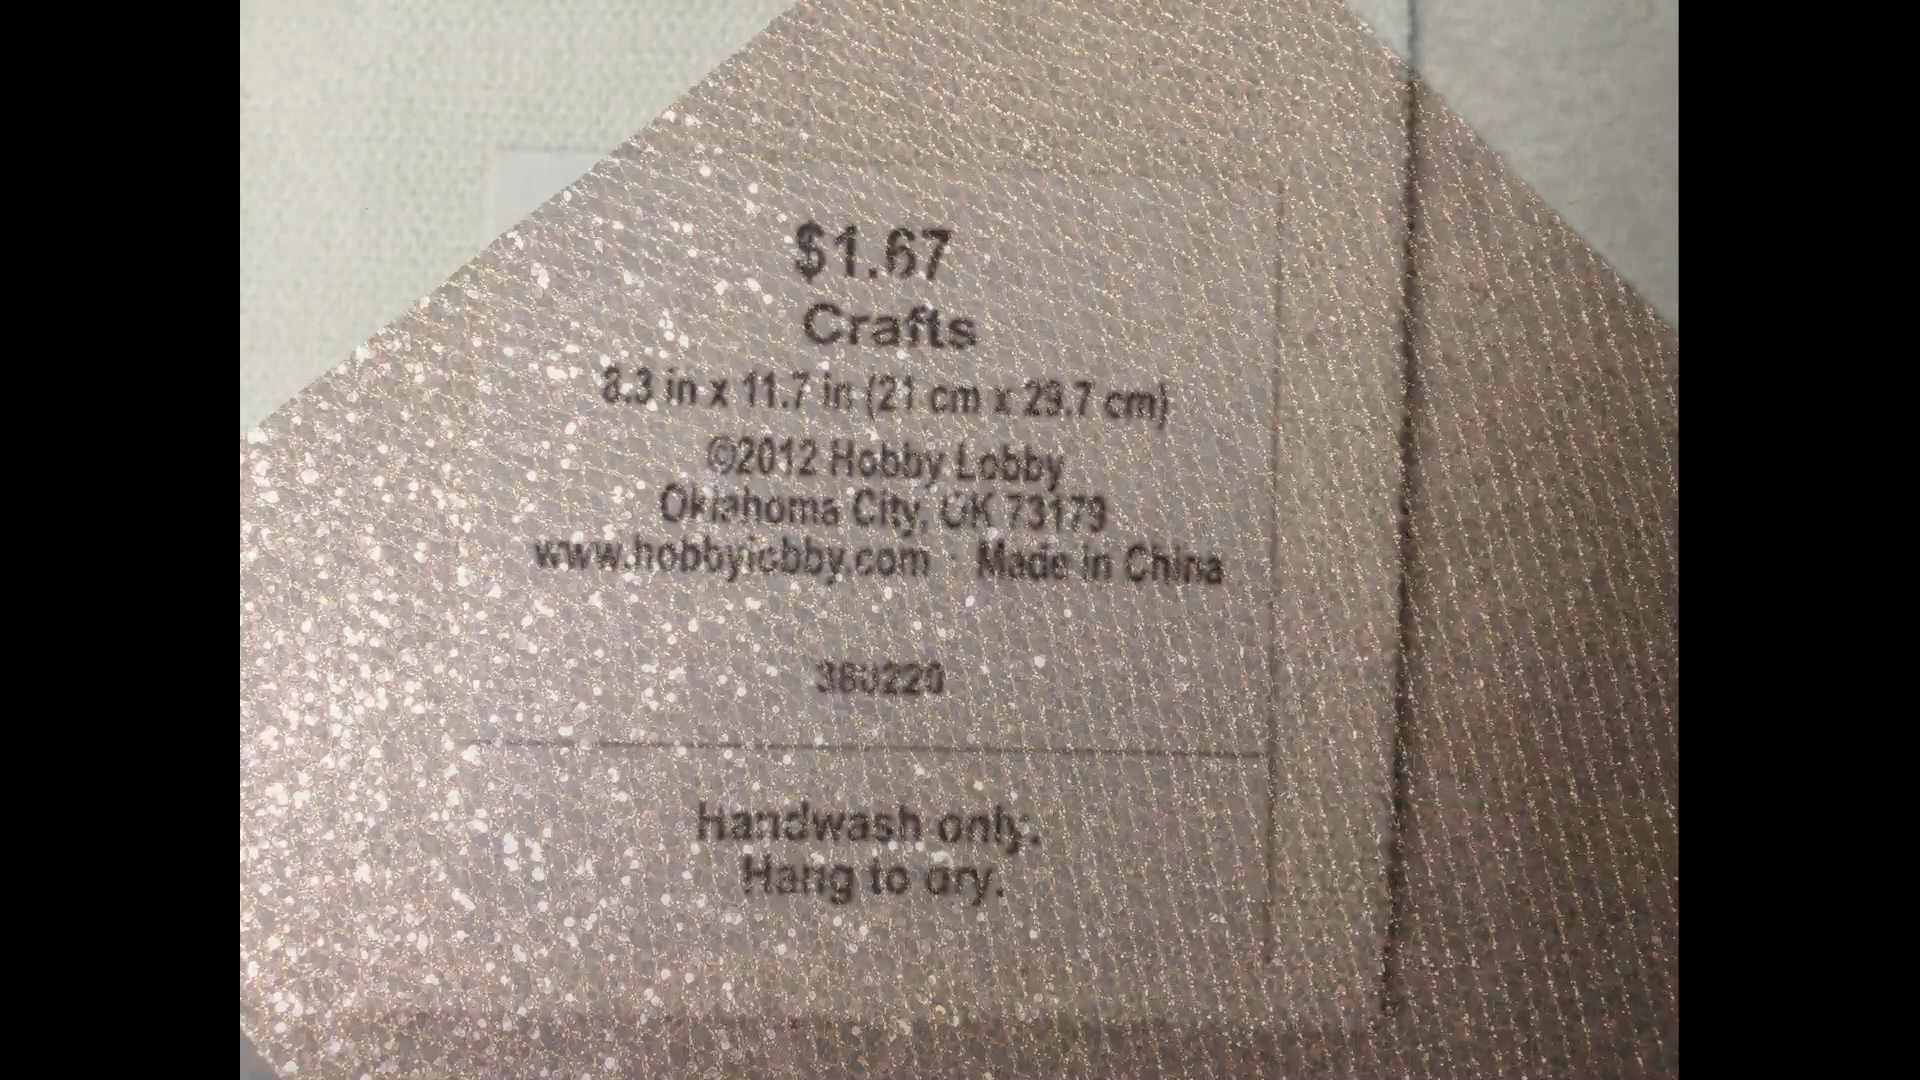 $1.67
Crafts
8.3 in x 11.7 in (21 cm x 29.7 cm)
©2012 Hobby Lobby
Oklahoma City, OK 73179
www.hobbylobby.com · Made in China
360220
Handwash only.
Hang to dry.